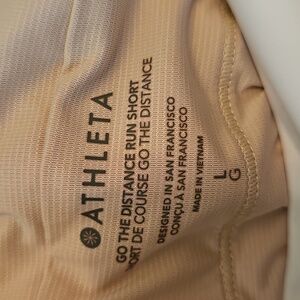 ATHLETA
GO THE DISTANCE RUN SHORT
ORT DE COURSE GO THE DISTANCE
DESIGNED IN SAN FRANCISCO
CONÇU À SAN FRANCISCO
MADE IN VIETNAM
L
G